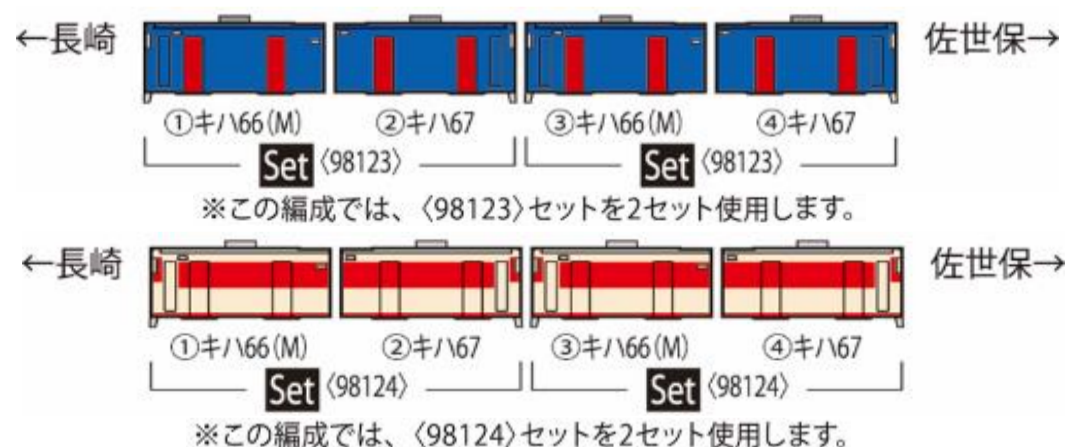 ←長崎 佐世保→
①キハ66(M) ②キハ67 ③キハ66(M) ④キハ67
Set〈98123〉 Set〈98123〉
※この編成では、〈98123〉セットを2セット使用します。
←長崎 佐世保→
①キハ66(M) ②キハ67 ③キハ66(M) ④キハ67
Set〈98124〉 Set〈98124〉
※この編成では、〈98124〉セットを2セット使用します。